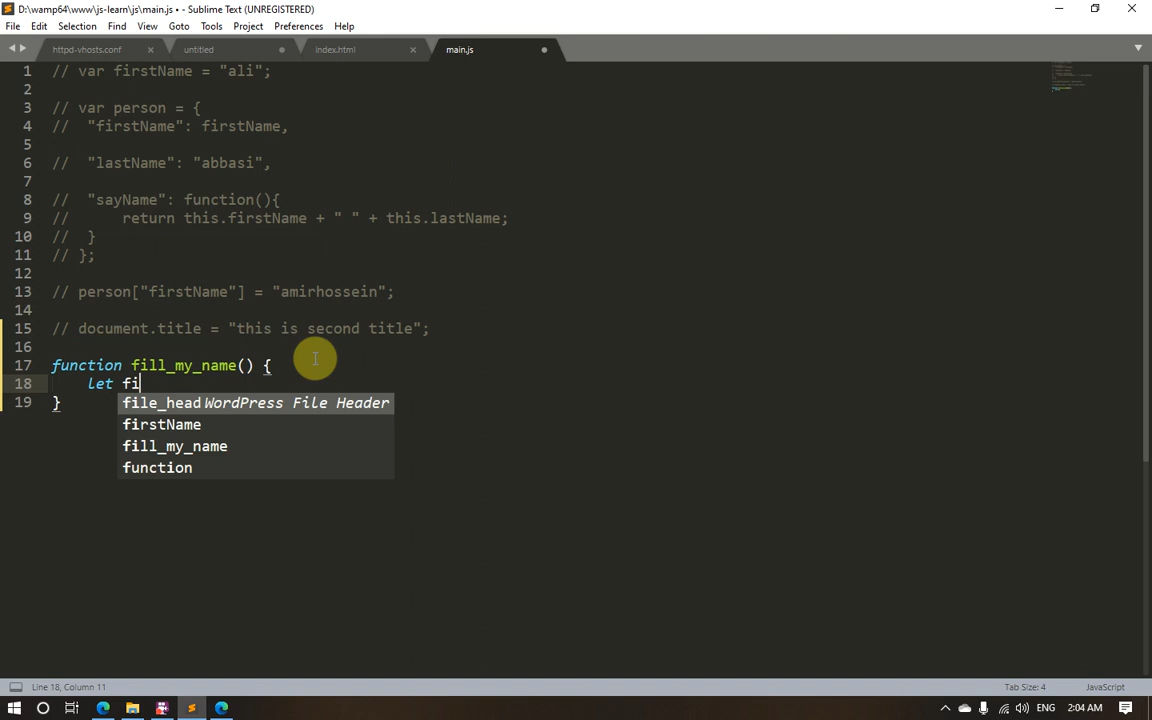 D:\wamp64\www\js-learn\js\main.js • - Sublime Text (UNREGISTERED)
File Edit Selection Find View Goto Tools Project Preferences Help
httpd-vhosts.conf untitled index.html main.js
1 // var firstName = "ali";
2
3 // var person = {
4 // "firstName": firstName,
5
6 // "lastName": "abbasi",
7
8 // "sayName": function(){
9 // return this.firstName + " " + this.lastName;
10 // }
11 // };
12
13 // person["firstName"] = "amirhossein";
14
15 // document.title = "this is second title";
16
17 function fill_my_name() {
18 let fi
19 }
file_head WordPress File Header
firstName
fill_my_name
function
Line 18, Column 11 Tab Size: 4 JavaScript
ENG 2:04 AM